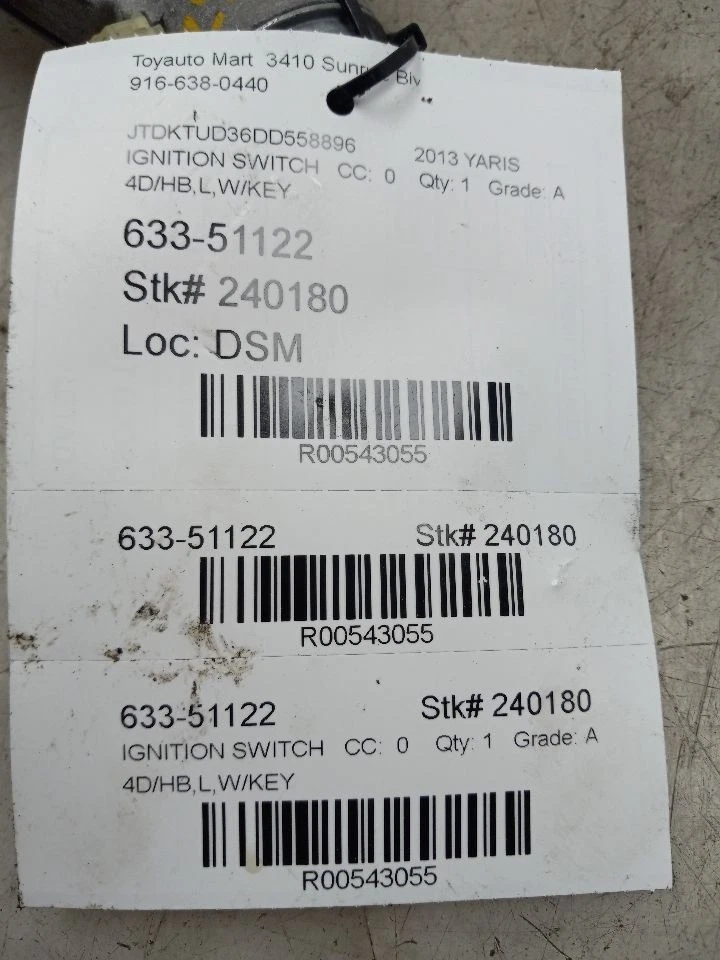 Toyauto Mart 3410 Blv
916-638-0440
JTDKTUD36DD558896 2013 YARIS
IGNITION SWITCH CC: 0 Qty: 1 Grade: A
4D/HB,L,W/KEY
633-51122
Stk# 240180
Loc: DSM
R00543055
633-51122 Stk# 240180
R00543055
633-51122 Stk# 240180
IGNITION SWITCH CC: 0 Qty: 1 Grade: A
4D/HB,L,W/KEY
R00543055